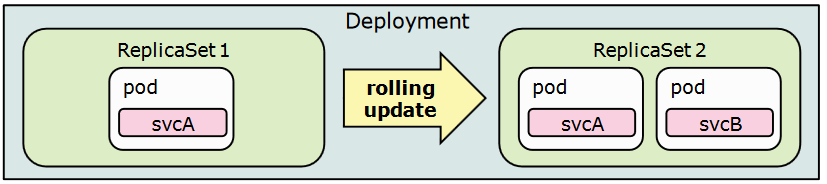 Deployment
ReplicaSet 1
pod
svcA
rolling
update
ReplicaSet 2
pod
svcA
pod
svcB